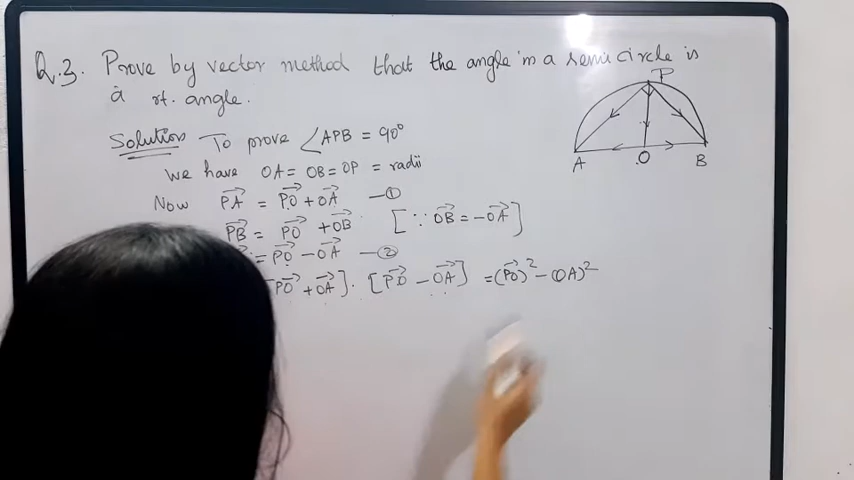 Q.3. Prove by vector method that the angle in a semi circle is
a rt. angle.
P
A O B
Solution To prove ∠APB = 90°
We have OA = OB = OP = radii
Now PA = PO + OA —①
PB = PO + OB [∵ OB = -OA]
= PO - OA —②
PO + OA]. [PO - OA] = (PO)² - (OA)²